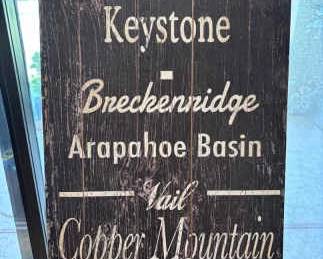 Keystone
Breckenridge
Arapahoe Basin
Vail
Copper Mountain